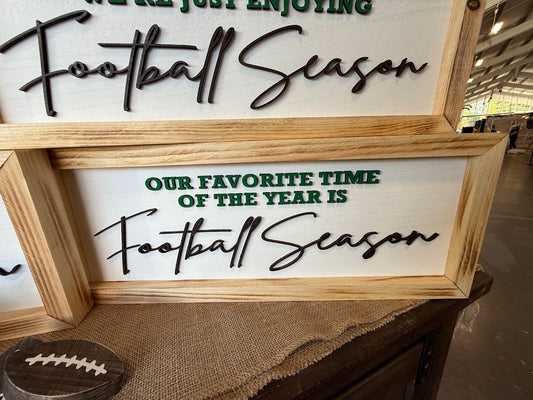 WE'RE JUST ENJOYING
Football Season
OUR FAVORITE TIME
OF THE YEAR IS
Football Season